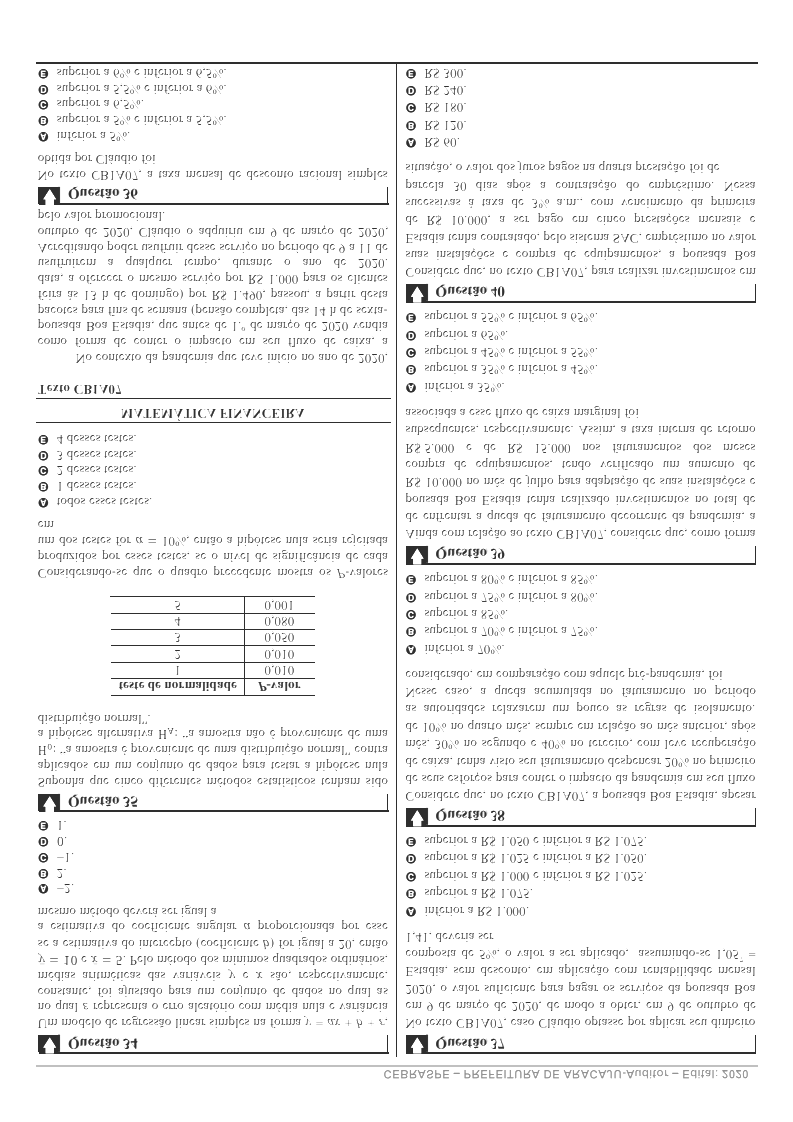 CEBRASPE – PREFEITURA DE ARACAJU-Auditor – Edital: 2020
Questão 34
Um modelo de regressão linear simples na forma y = ax + b + ε,
no qual ε representa o erro aleatório com média nula e variância
constante, foi ajustado para um conjunto de dados no qual as
médias aritméticas das variáveis y e x são, respectivamente,
y = 10 e x = 5. Pelo método dos mínimos quadrados ordinários,
se a estimativa do intercepto (coeficiente b) for igual a 20, então
a estimativa do coeficiente angular a proporcionada por esse
mesmo método deverá ser igual a
A –2.
B 2.
C –1.
D 0.
E 1.
Questão 35
Suponha que cinco diferentes métodos estatísticos tenham sido
aplicados em um conjunto de dados para testar a hipótese nula
H0: “a amostra é proveniente de uma distribuição normal” contra
a hipótese alternativa HA: “a amostra não é proveniente de uma
distribuição normal”.
teste de normalidade P-valor
1 0,010
2 0,010
3 0,050
4 0,080
5 0,001
Considerando-se que o quadro precedente mostra os P-valores
produzidos por esses testes, se o nível de significância de cada
um dos testes for α = 10%, então a hipótese nula seria rejeitada
em
A todos esses testes.
B 1 desses testes.
C 2 desses testes.
D 3 desses testes.
E 4 desses testes.
MATEMÁTICA FINANCEIRA
Texto CB1A07
No contexto da pandemia que teve início no ano de 2020,
como forma de conter o impacto em seu fluxo de caixa, a
pousada Boa Estadia, que antes de 1.º de março de 2020 vendia
pacotes para fins de semana (pensão completa, das 14 h de sexta-
feira às 13 h de domingo) por R$ 1.490, passou, a partir desta
data, a oferecer o mesmo serviço por R$ 1.000 para os clientes
usufruírem a qualquer tempo, durante o ano de 2020.
Acreditando poder usufruir desse serviço no período de 9 a 11 de
outubro de 2020, Cláudio o adquiriu em 9 de março de 2020,
pelo valor promocional.
Questão 36
No texto CB1A07, a taxa mensal de desconto racional simples
obtida por Cláudio foi
A inferior a 5%.
B superior a 5% e inferior a 5,5%.
C superior a 6,5%.
D superior a 5,5% e inferior a 6%.
E superior a 6% e inferior a 6,5%.
Questão 37
No texto CB1A07, caso Cláudio optasse por aplicar seu dinheiro
em 9 de março de 2020, de modo a obter, em 9 de outubro de
2020, o valor suficiente para pagar os serviços da pousada Boa
Estadia, sem desconto, em aplicação com rentabilidade mensal
composta de 5%, o valor a ser aplicado, assumindo-se 1,05⁷ =
1,41, deveria ser
A inferior a R$ 1.000.
B superior a R$ 1.075.
C superior a R$ 1.000 e inferior a R$ 1.025.
D superior a R$ 1.025 e inferior a R$ 1.050.
E superior a R$ 1.050 e inferior a R$ 1.075.
Questão 38
Considere que, no texto CB1A07, a pousada Boa Estadia, apesar
de seus esforços para conter o impacto da pandemia em seu fluxo
de caixa, tenha visto seu faturamento despencar 20% no primeiro
mês, 30% no segundo e 40% no terceiro, com leve recuperação
de 10% no quarto mês, sempre em relação ao mês anterior, após
as autoridades relaxarem um pouco as regras de isolamento.
Nesse caso, a queda acumulada no faturamento no período
considerado, em comparação com aquele pré-pandemia, foi
A inferior a 70%.
B superior a 70% e inferior a 75%.
C superior a 85%.
D superior a 75% e inferior a 80%.
E superior a 80% e inferior a 85%.
Questão 39
Ainda com relação ao texto CB1A07, considere que, como forma
de enfrentar a queda de faturamento decorrente da pandemia, a
pousada Boa Estadia tenha realizado investimentos no total de
R$ 10.000 no mês de julho para adaptação de suas instalações e
compra de equipamentos, tendo verificado um aumento de
R$ 5.000 e de R$ 15.000 nos faturamentos dos meses
subsequentes, respectivamente. Assim, a taxa interna de retorno
associada a esse fluxo de caixa marginal foi
A inferior a 35%.
B superior a 35% e inferior a 45%.
C superior a 45% e inferior a 55%.
D superior a 65%.
E superior a 55% e inferior a 65%.
Questão 40
Considere que, no texto CB1A07, para realizar investimentos em
suas instalações e compra de equipamentos, a pousada Boa
Estadia tenha contratado, pelo sistema SAC, empréstimo no valor
de R$ 10.000, a ser pago em cinco prestações mensais e
sucessivas à taxa de 3% a.m., com vencimento da primeira
parcela 30 dias após a contratação do empréstimo. Nessa
situação, o valor dos juros pagos na quarta prestação foi de
A R$ 60.
B R$ 120.
C R$ 180.
D R$ 240.
E R$ 300.